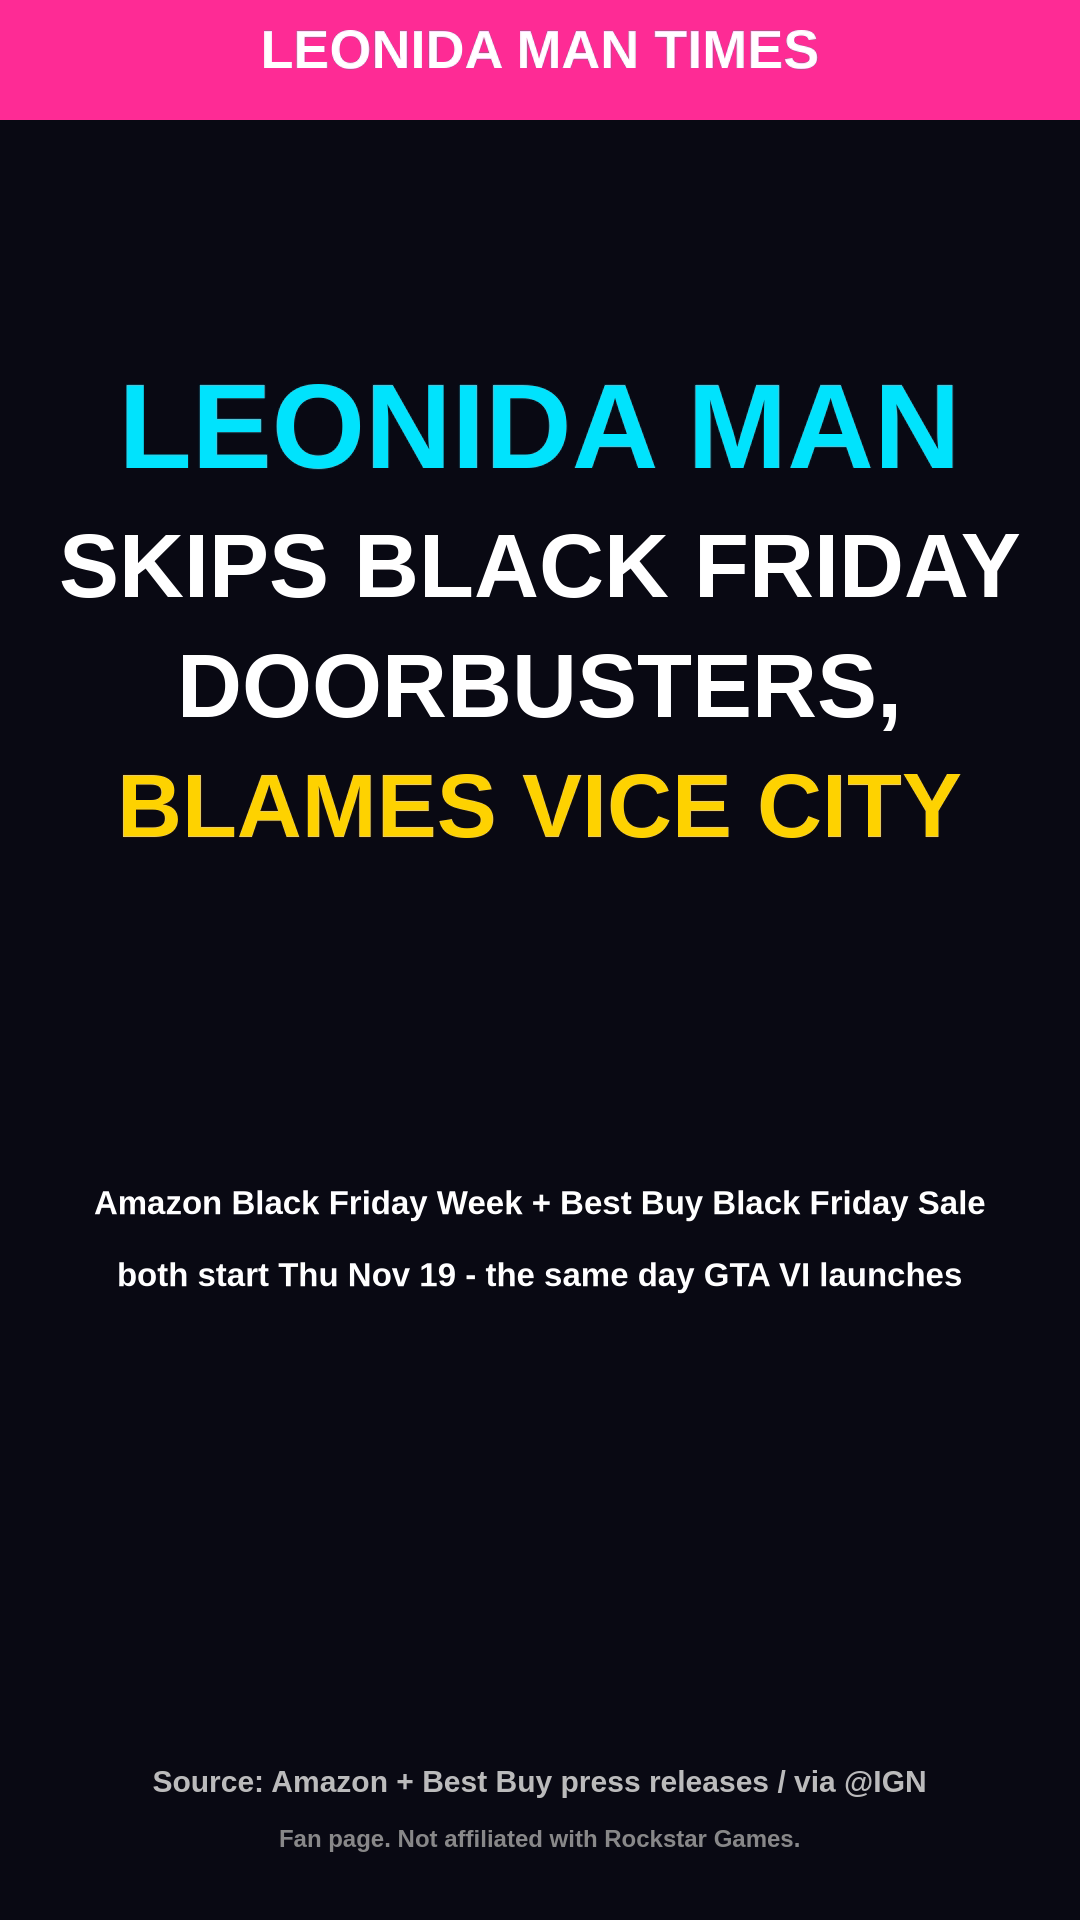 LEONIDA MAN TIMES
LEONIDA MAN
SKIPS BLACK FRIDAY
DOORBUSTERS,
BLAMES VICE CITY
Amazon Black Friday Week + Best Buy Black Friday Sale
both start Thu Nov 19 - the same day GTA VI launches
Source: Amazon + Best Buy press releases / via @IGN
Fan page. Not affiliated with Rockstar Games.